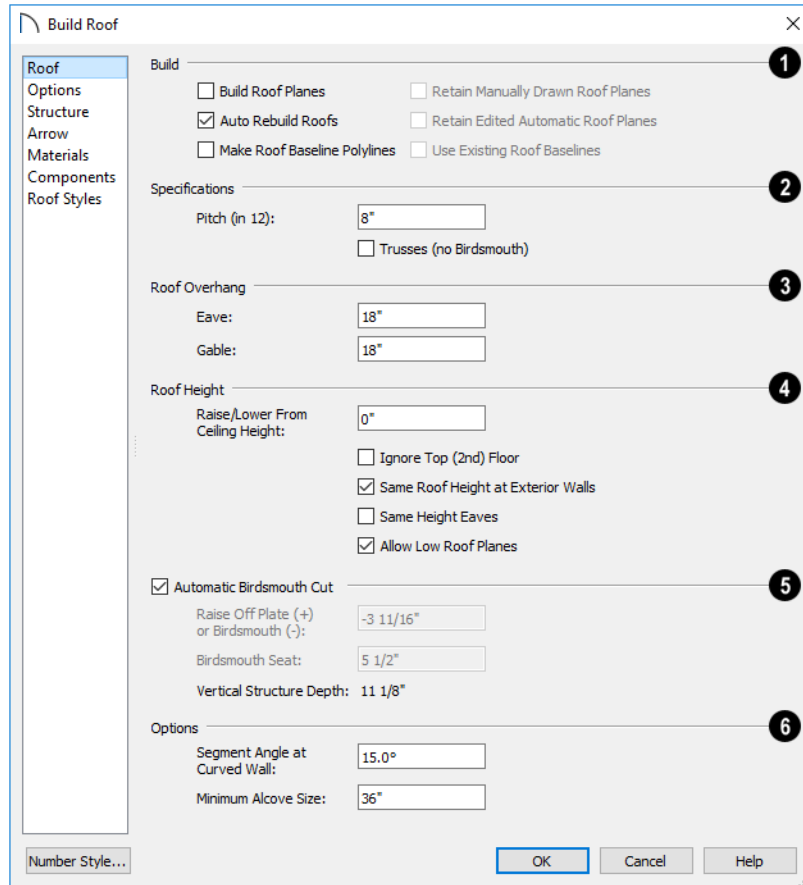 Build Roof
Roof
Options
Structure
Arrow
Materials
Components
Roof Styles
Build 1
Build Roof Planes Retain Manually Drawn Roof Planes
Auto Rebuild Roofs Retain Edited Automatic Roof Planes
Make Roof Baseline Polylines Use Existing Roof Baselines
Specifications 2
Pitch (in 12): 8"
Trusses (no Birdsmouth)
Roof Overhang 3
Eave: 18"
Gable: 18"
Roof Height 4
Raise/Lower From
Ceiling Height: 0"
Ignore Top (2nd) Floor
Same Roof Height at Exterior Walls
Same Height Eaves
Allow Low Roof Planes
Automatic Birdsmouth Cut 5
Raise Off Plate (+)
or Birdsmouth (-): -3 11/16"
Birdsmouth Seat: 5 1/2"
Vertical Structure Depth: 11 1/8"
Options 6
Segment Angle at
Curved Wall: 15.0°
Minimum Alcove Size: 36"
Number Style... OK Cancel Help